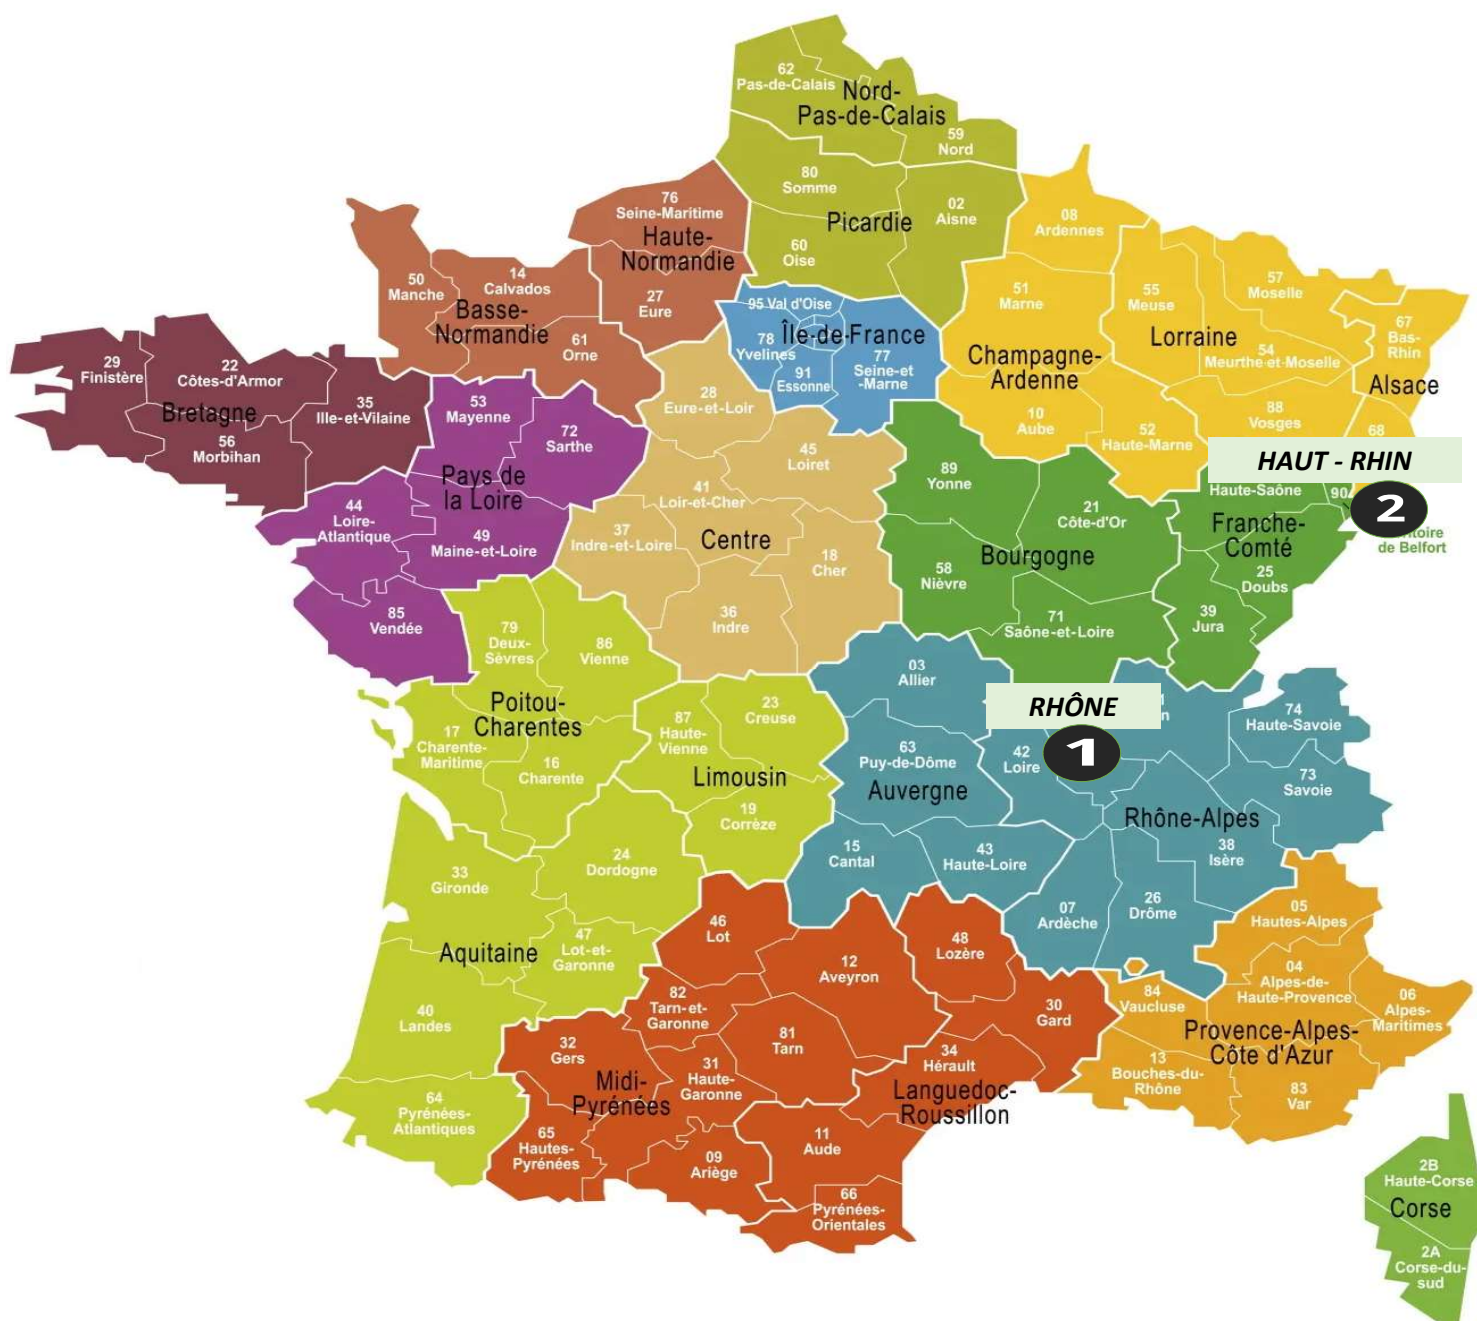 62
Pas-de-Calais
Nord-
Pas-de-Calais
59
Nord
80
Somme
02
Aisne
Picardie
60
Oise
76
Seine-Maritime
Haute-
Normandie
27
Eure
08
Ardennes
50
Manche
14
Calvados
Basse-
Normandie
61
Orne
95 Val d'Oise
Île-de-France
78
Yvelines
91
Essonne
77
Seine-et
-Marne
51
Marne
Champagne-
Ardenne
55
Meuse
57
Moselle
Lorraine
54
Meurthe-et-Moselle
67
Bas-
Rhin
Alsace
29
Finistère
22
Côtes-d'Armor
Bretagne
35
Ille-et-Vilaine
56
Morbihan
53
Mayenne
72
Sarthe
Pays de
la Loire
28
Eure-et-Loir
45
Loiret
10
Aube
52
Haute-Marne
88
Vosges
68
HAUT - RHIN
2
Haute-Saône
90
Franche-
Comté
de Belfort
44
Loire-
Atlantique
49
Maine-et-Loire
41
Loir-et-Cher
37
Indre-et-Loire
Centre
18
Cher
89
Yonne
21
Côte-d'Or
Bourgogne
58
Nièvre
25
Doubs
39
Jura
85
Vendée
36
Indre
71
Saône-et-Loire
79
Deux-
Sèvres
86
Vienne
Poitou-
Charentes
17
Charente-
Maritime
16
Charente
87
Haute-
Vienne
23
Creuse
Limousin
19
Corrèze
03
Allier
RHÔNE
1
63
Puy-de-Dôme
Auvergne
42
Loire
74
Haute-Savoie
73
Savoie
Rhône-Alpes
38
Isère
15
Cantal
43
Haute-Loire
07
Ardèche
26
Drôme
05
Hautes-Alpes
33
Gironde
24
Dordogne
Aquitaine
47
Lot-et-
Garonne
40
Landes
64
Pyrénées-
Atlantiques
46
Lot
12
Aveyron
48
Lozère
82
Tarn-et-
Garonne
81
Tarn
30
Gard
32
Gers
31
Haute-
Garonne
Midi-
Pyrénées
34
Hérault
Languedoc-
Roussillon
65
Hautes-
Pyrénées
09
Ariège
11
Aude
66
Pyrénées-
Orientales
84
Vaucluse
04
Alpes-de-
Haute-Provence
06
Alpes-
Maritimes
Provence-Alpes-
Côte d'Azur
13
Bouches-du-
Rhône
83
Var
2B
Haute-Corse
Corse
2A
Corse-du-
sud